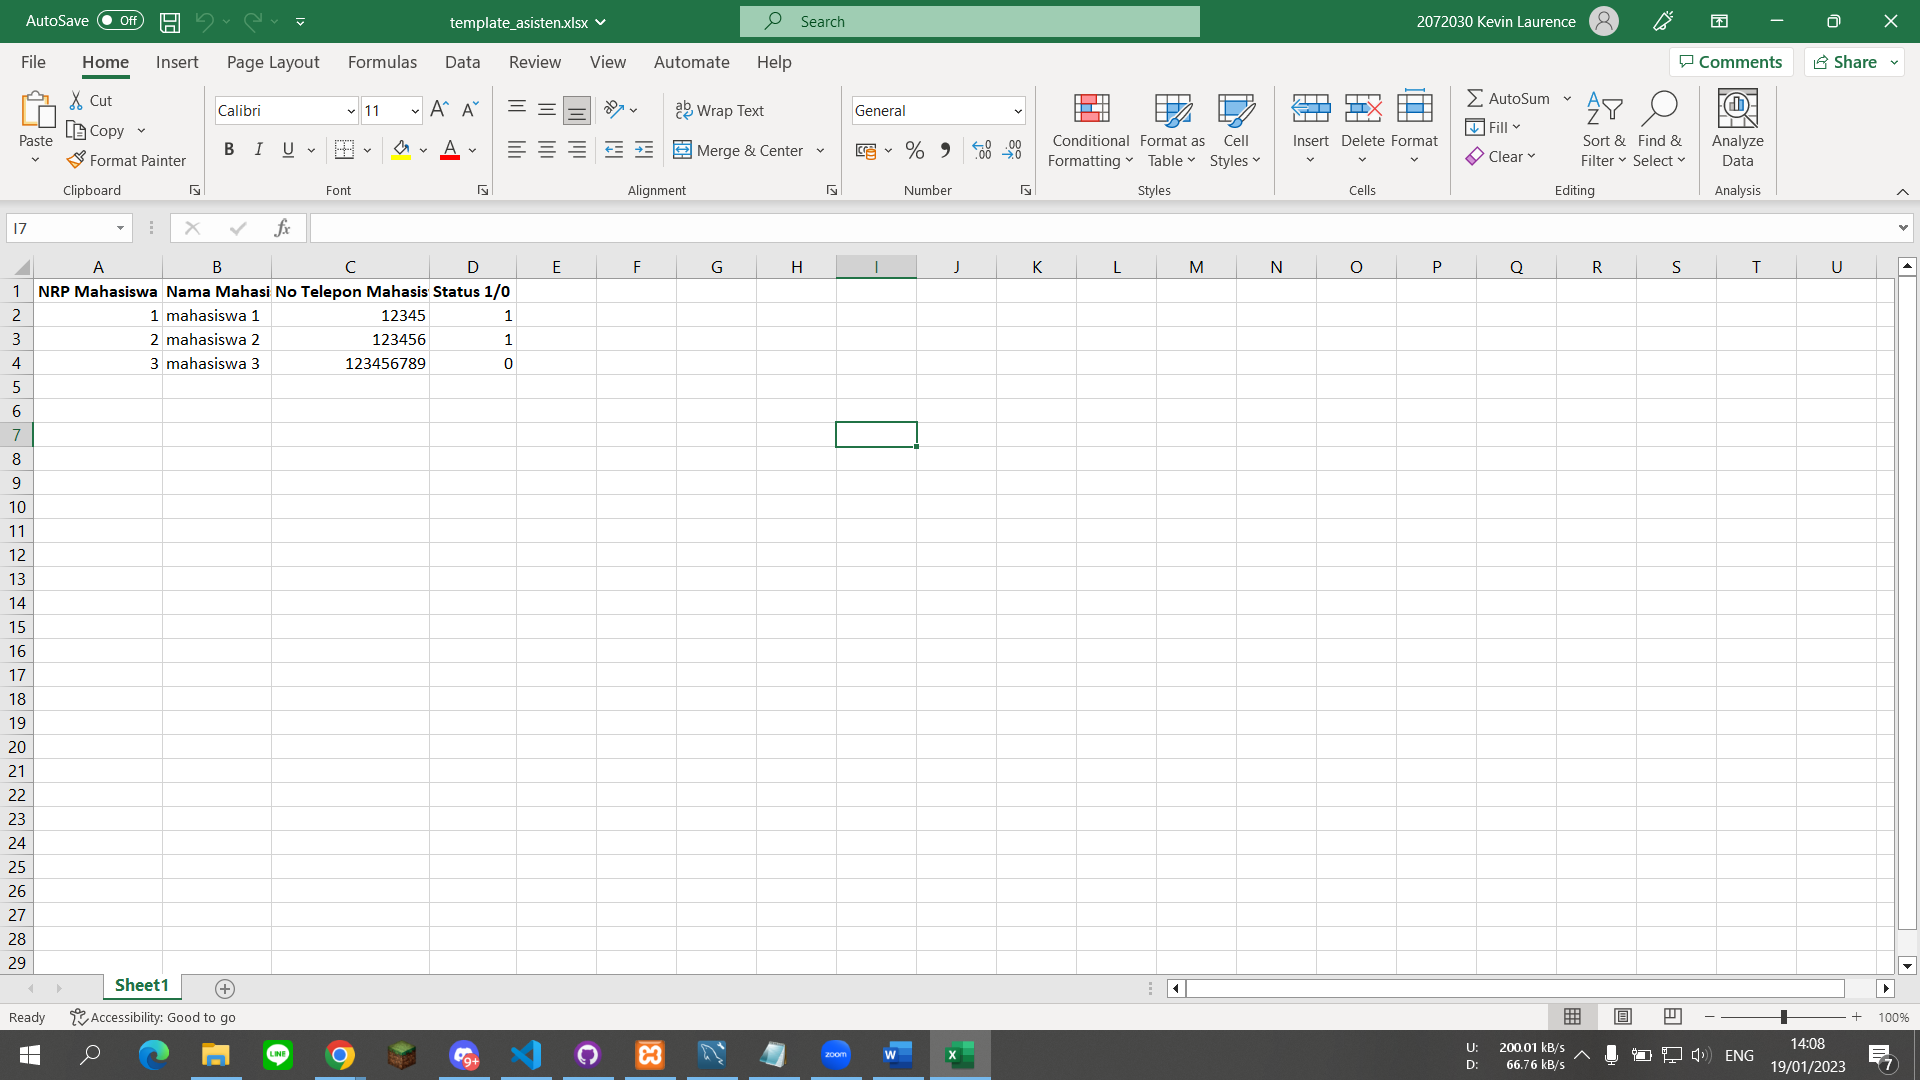 AutoSave Off template_asisten.xlsx Search 2072030 Kevin Laurence
File Home Insert Page Layout Formulas Data Review View Automate Help Comments Share
Paste Cut Copy Format Painter Clipboard
Calibri 11 B I U A A Font
Wrap Text Merge & Center Alignment
General % Number
Conditional Formatting Format as Table Cell Styles Styles
Insert Delete Format Cells
AutoSum Fill Clear Sort & Filter Find & Select Editing
Analyze Data Analysis
I7 fx
A B C D E F G H I J K L M N O P Q R S T U
1 NRP Mahasiswa Nama Mahasi No Telepon Mahasis Status 1/0
2 1 mahasiswa 1 12345 1
3 2 mahasiswa 2 123456 1
4 3 mahasiswa 3 123456789 0
5
6
7
8
9
10
11
12
13
14
15
16
17
18
19
20
21
22
23
24
25
26
27
28
29
Sheet1
Ready Accessibility: Good to go 100%
U: 200.01 kB/s
D: 66.76 kB/s
ENG
14:08
19/01/2023
7
LINE
9+
zoom